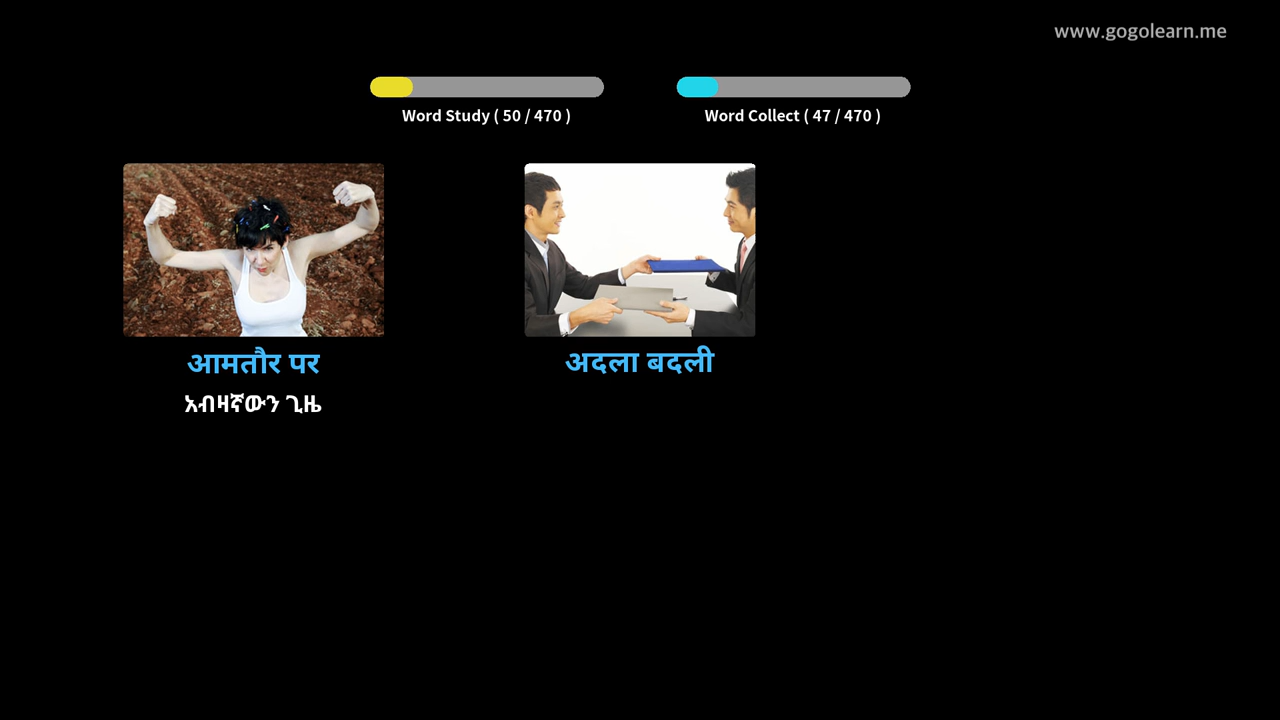 www.gogolearn.me
Word Study ( 50 / 470 )
Word Collect ( 47 / 470 )
आमतौर पर
አብዛኛውን ጊዜ
अदला बदली